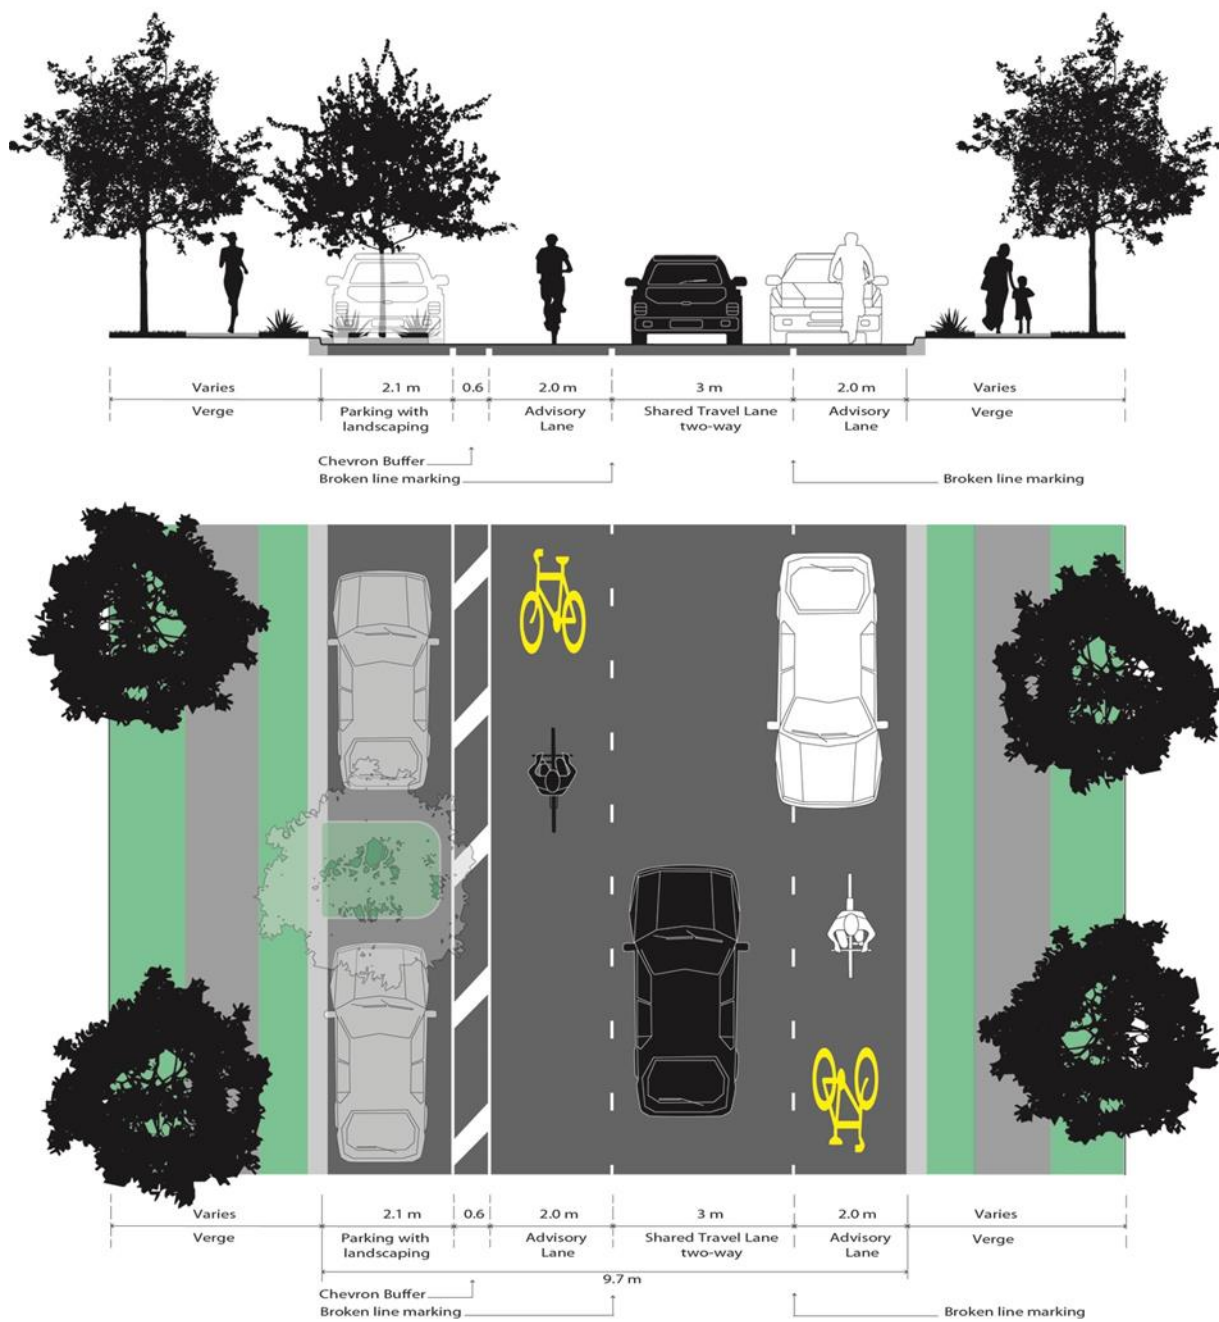 Varies 2.1 m 0.6 2.0 m 3 m 2.0 m Varies
Verge Parking with Advisory Shared Travel Lane Advisory Verge
landscaping Lane two-way Lane
Chevron Buffer
Broken line marking Broken line marking
Varies 2.1 m 0.6 2.0 m 3 m 2.0 m Varies
Verge Parking with Advisory Shared Travel Lane Advisory Verge
landscaping Lane two-way Lane
9.7 m
Chevron Buffer
Broken line marking Broken line marking